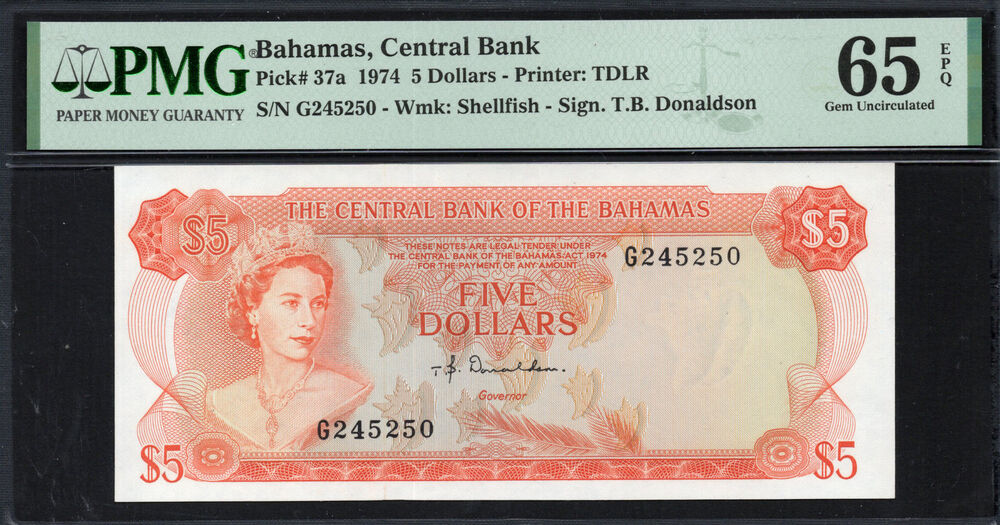 PMG
PAPER MONEY GUARANTY
®
Bahamas, Central Bank
Pick# 37a 1974 5 Dollars - Printer: TDLR
S/N G245250 - Wmk: Shellfish - Sign. T.B. Donaldson
65
EPQ
Gem Uncirculated
$5
THE CENTRAL BANK OF THE BAHAMAS
$5
THESE NOTES ARE LEGAL TENDER UNDER
THE CENTRAL BANK OF THE BAHAMAS ACT 1974
FOR THE PAYMENT OF ANY AMOUNT
G245250
FIVE
DOLLARS
T.B. Donaldson.
Governor
G245250
$5
$5